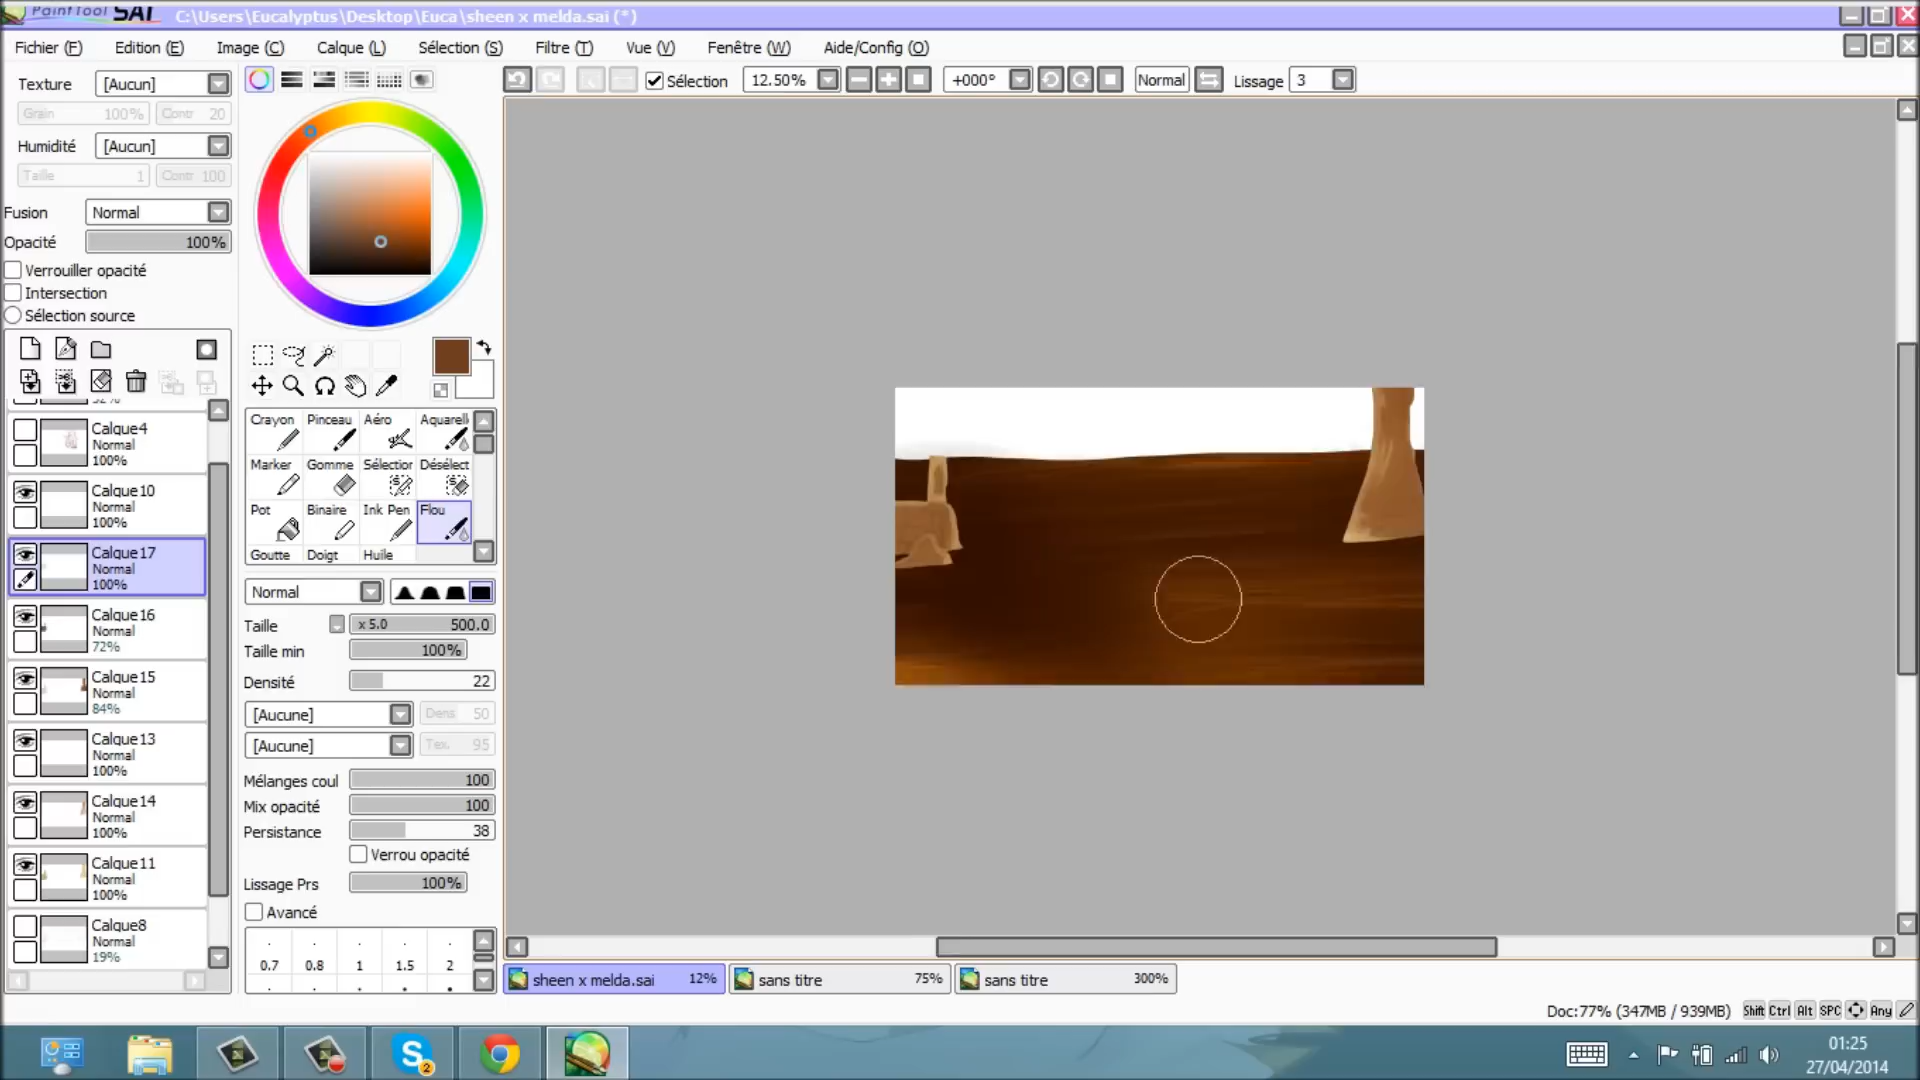 PaintTool SAI C:\Users\Eucalyptus\Desktop\Euca\sheen x melda.sai (*)
Fichier (F) Edition (E) Image (C) Calque (L) Sélection (S) Filtre (T) Vue (V) Fenêtre (W) Aide/Config (O)
Sélection 12.50% +000° Normal Lissage 3
Texture [Aucun]
Grain 100% Contr 20
Humidité [Aucun]
Taille 1 Contr 100
Fusion Normal
Opacité 100%
Verrouiller opacité
Intersection
Sélection source
Calque4
Normal
100%
Calque10
Normal
100%
Calque17
Normal
100%
Calque16
Normal
72%
Calque15
Normal
84%
Calque13
Normal
100%
Calque14
Normal
100%
Calque11
Normal
100%
Calque8
Normal
19%
Crayon Pinceau Aéro Aquarell
Marker Gomme Sélection Désélect
Pot Binaire Ink Pen Flou
Goutte Doigt Huile
Normal
Taille x 5.0 500.0
Taille min 100%
Densité 22
[Aucune] Dens 50
[Aucune] Tex. 95
Mélanges coul 100
Mix opacité 100
Persistance 38
Verrou opacité
Lissage Prs 100%
Avancé
0.7 0.8 1 1.5 2
sheen x melda.sai 12% sans titre 75% sans titre 300%
Doc:77% (347MB / 939MB) Shift Ctrl Alt SPC Any
S 2
01:25
27/04/2014